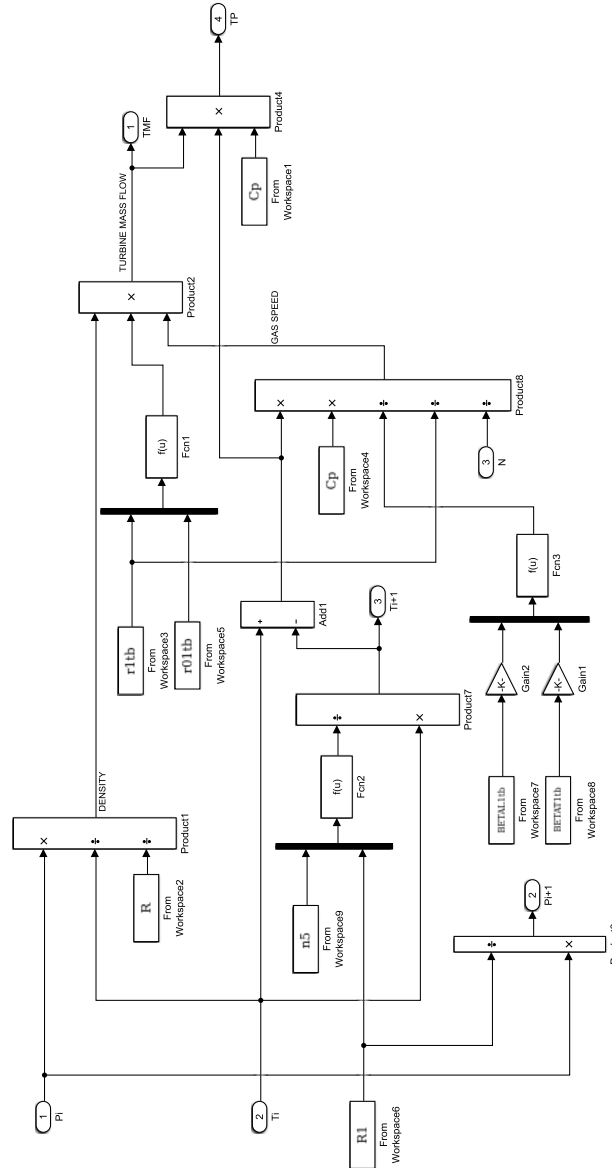 1
Pi
2
Ti
R1
From
Workspace6
×
÷
÷
Product1
R
From
Workspace2
DENSITY
n5
From
Workspace9
f(u)
Fcn2
÷
×
Product7
÷
×
2
Pi+1
3
Ti+1
+
−
Add1
r1tb
From
Workspace3
r01tb
From
Workspace5
f(u)
Fcn1
BETAL1tb
From
Workspace7
BETAT1tb
From
Workspace8
-K-
Gain2
-K-
Gain1
f(u)
Fcn3
Cp
From
Workspace4
3
N
×
×
÷
÷
÷
Product8
GAS SPEED
×
Product2
TURBINE MASS FLOW
1
TMF
Cp
From
Workspace1
×
Product4
4
TP